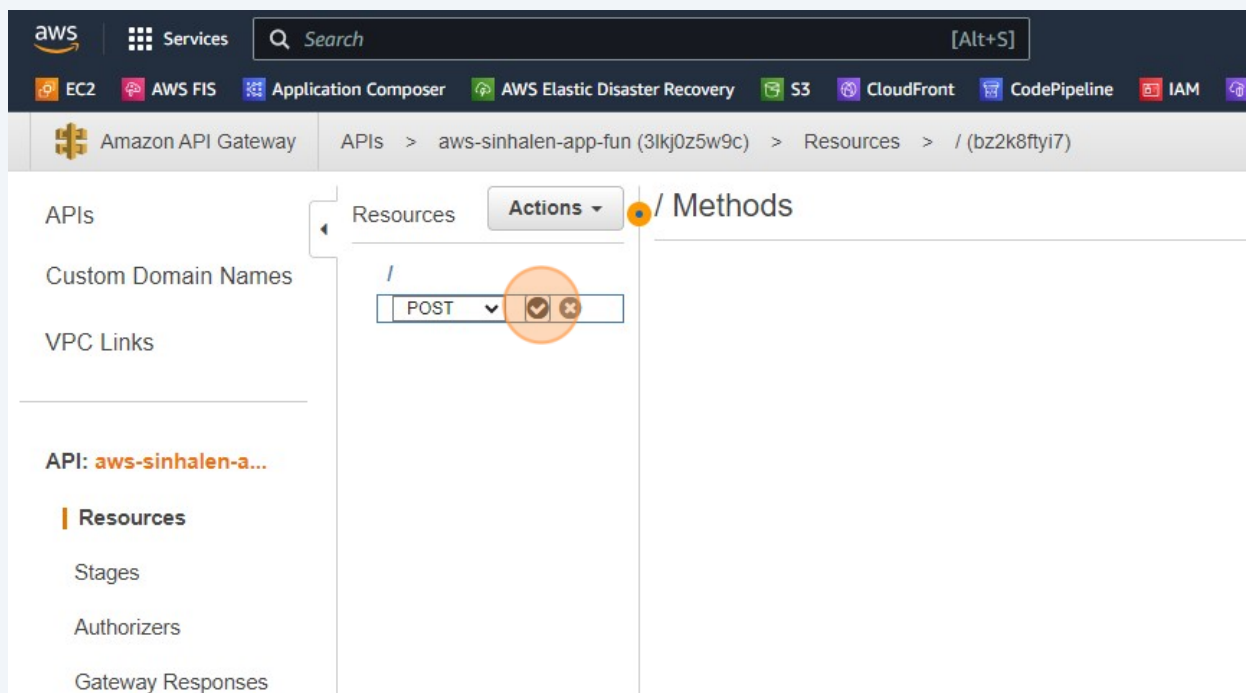 aws Services Search [Alt+S]
EC2 AWS FIS Application Composer AWS Elastic Disaster Recovery S3 CloudFront CodePipeline IAM
Amazon API Gateway APIs > aws-sinhalen-app-fun (3lkj0z5w9c) > Resources > / (bz2k8ftyi7)
APIs
Custom Domain Names
VPC Links
API: aws-sinhalen-a...
Resources
Stages
Authorizers
Gateway Responses
Resources Actions
/
POST
/ Methods